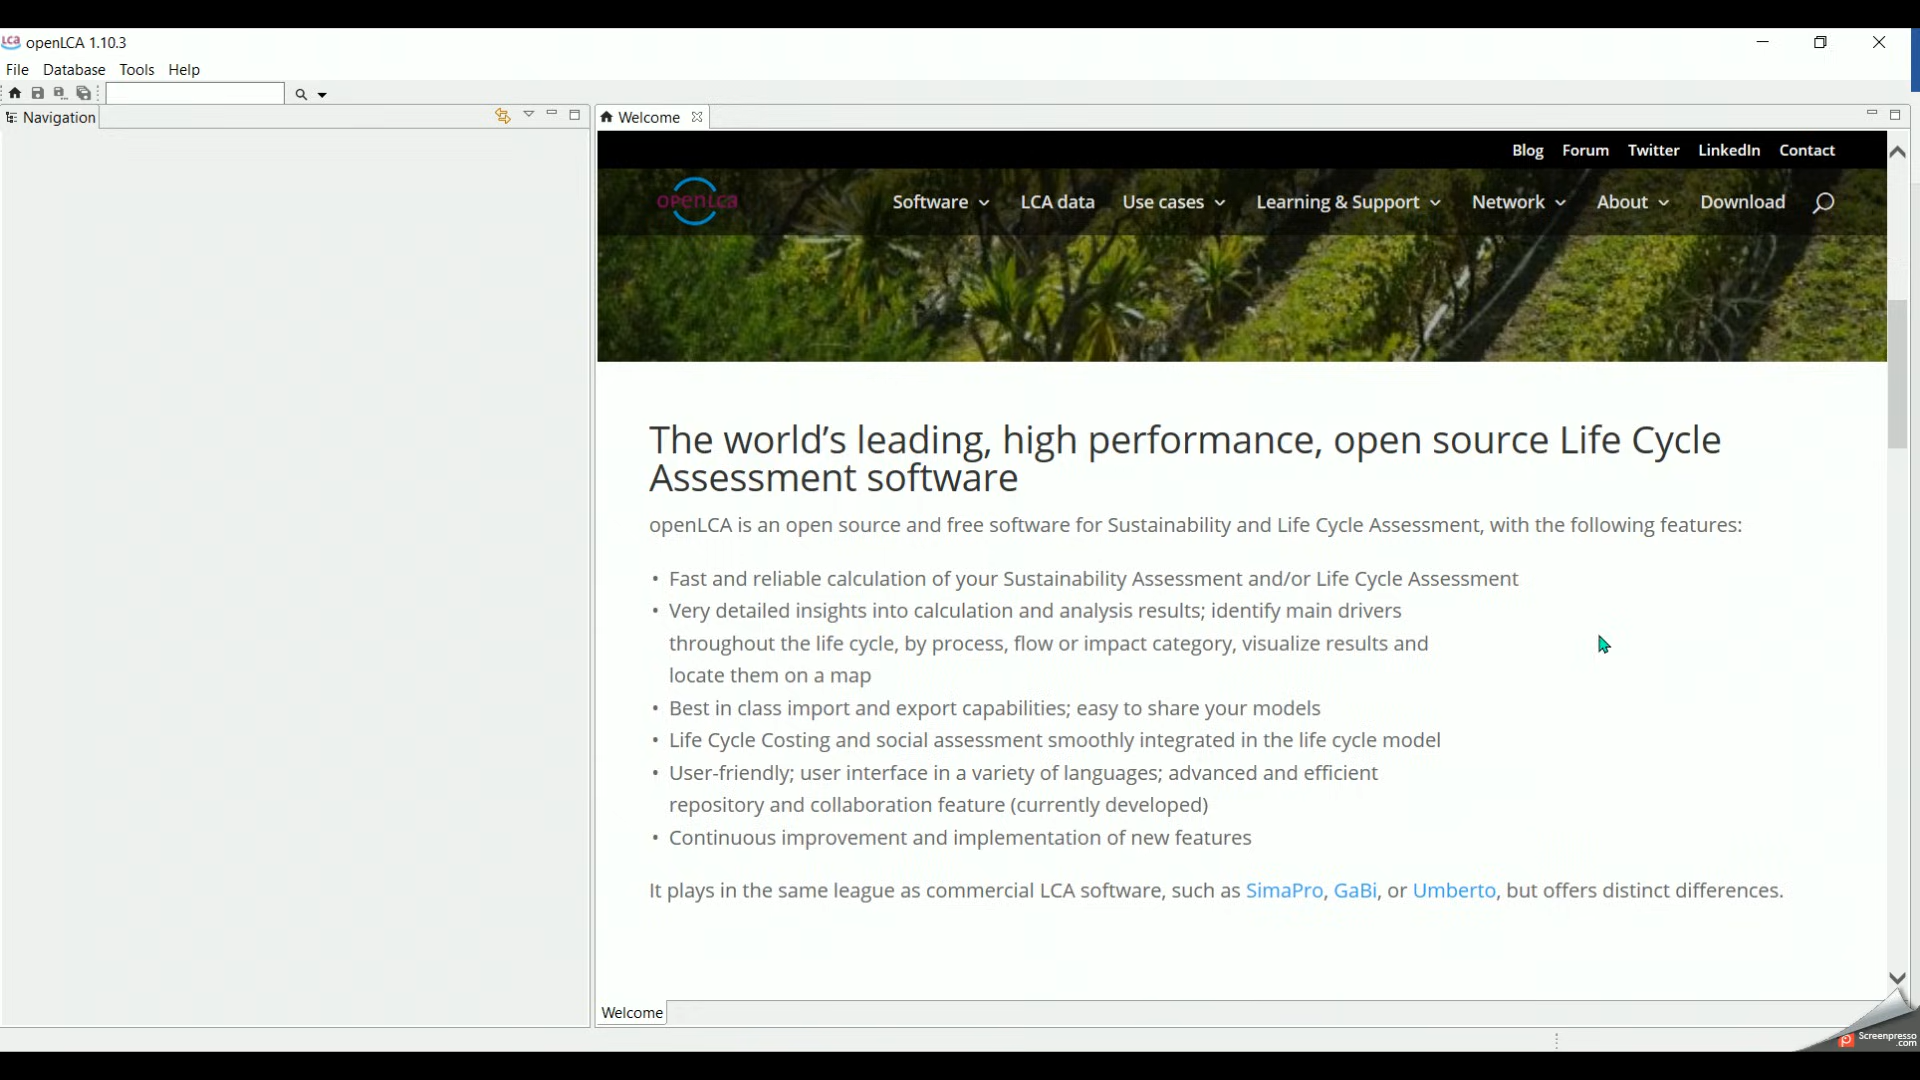 LCA openLCA 1.10.3
File Database Tools Help
Navigation
Welcome
Blog Forum Twitter LinkedIn Contact
openLCA Software LCA data Use cases Learning & Support Network About Download
The world’s leading, high performance, open source Life Cycle
Assessment software
openLCA is an open source and free software for Sustainability and Life Cycle Assessment, with the following features:
• Fast and reliable calculation of your Sustainability Assessment and/or Life Cycle Assessment
• Very detailed insights into calculation and analysis results; identify main drivers
throughout the life cycle, by process, flow or impact category, visualize results and
locate them on a map
• Best in class import and export capabilities; easy to share your models
• Life Cycle Costing and social assessment smoothly integrated in the life cycle model
• User-friendly; user interface in a variety of languages; advanced and efficient
repository and collaboration feature (currently developed)
• Continuous improvement and implementation of new features
It plays in the same league as commercial LCA software, such as SimaPro, GaBi, or Umberto, but offers distinct differences.
Welcome
Screenpresso
.com